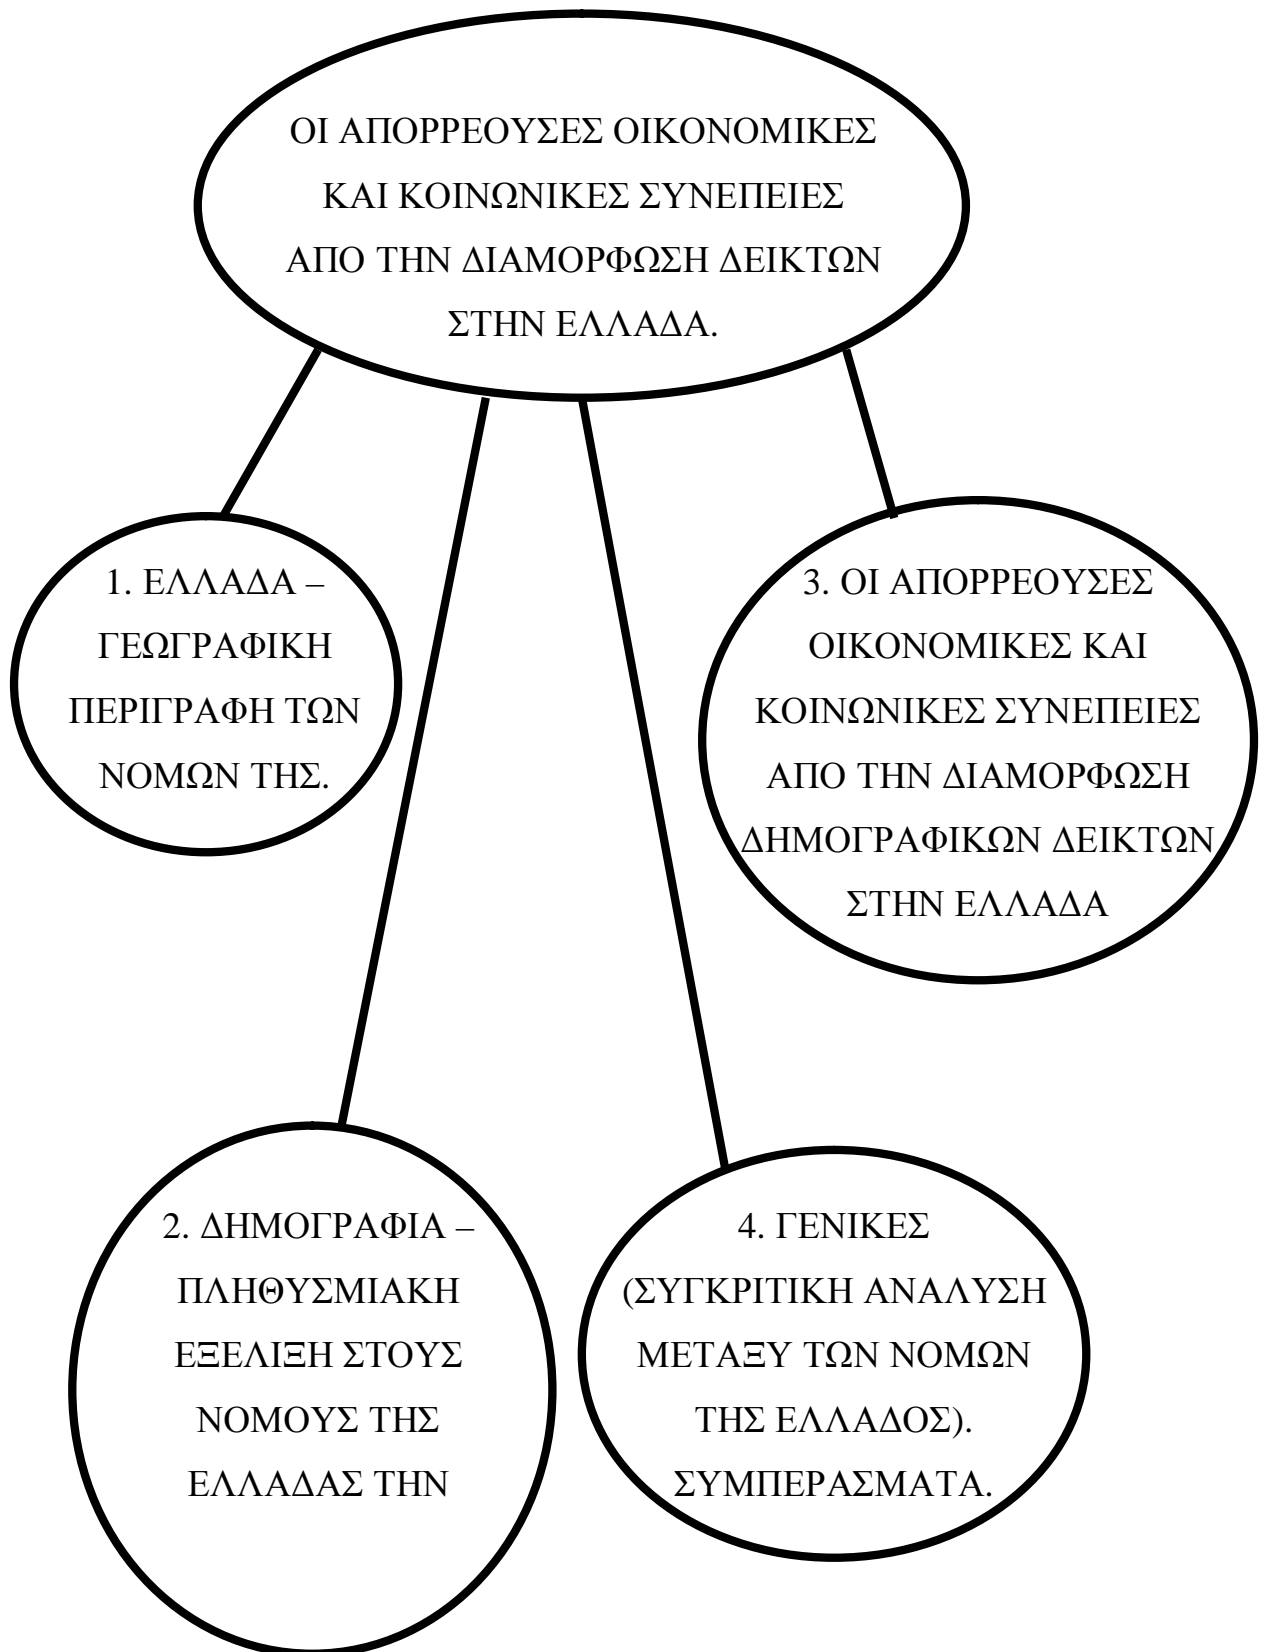 ΟΙ ΑΠΟΡΡΕΟΥΣΕΣ ΟΙΚΟΝΟΜΙΚΕΣ
ΚΑΙ ΚΟΙΝΩΝΙΚΕΣ ΣΥΝΕΠΕΙΕΣ
ΑΠΟ ΤΗΝ ΔΙΑΜΟΡΦΩΣΗ ΔΕΙΚΤΩΝ
ΣΤΗΝ ΕΛΛΑΔΑ.
1. ΕΛΛΑΔΑ –
ΓΕΩΓΡΑΦΙΚΗ
ΠΕΡΙΓΡΑΦΗ ΤΩΝ
ΝΟΜΩΝ ΤΗΣ.
3. ΟΙ ΑΠΟΡΡΕΟΥΣΕΣ
ΟΙΚΟΝΟΜΙΚΕΣ ΚΑΙ
ΚΟΙΝΩΝΙΚΕΣ ΣΥΝΕΠΕΙΕΣ
ΑΠΟ ΤΗΝ ΔΙΑΜΟΡΦΩΣΗ
ΔΗΜΟΓΡΑΦΙΚΩΝ ΔΕΙΚΤΩΝ
ΣΤΗΝ ΕΛΛΑΔΑ
2. ΔΗΜΟΓΡΑΦΙΑ –
ΠΛΗΘΥΣΜΙΑΚΗ
ΕΞΕΛΙΞΗ ΣΤΟΥΣ
ΝΟΜΟΥΣ ΤΗΣ
ΕΛΛΑΔΑΣ ΤΗΝ
4. ΓΕΝΙΚΕΣ
(ΣΥΓΚΡΙΤΙΚΗ ΑΝΑΛΥΣΗ
ΜΕΤΑΞΥ ΤΩΝ ΝΟΜΩΝ
ΤΗΣ ΕΛΛΑΔΟΣ).
ΣΥΜΠΕΡΑΣΜΑΤΑ.